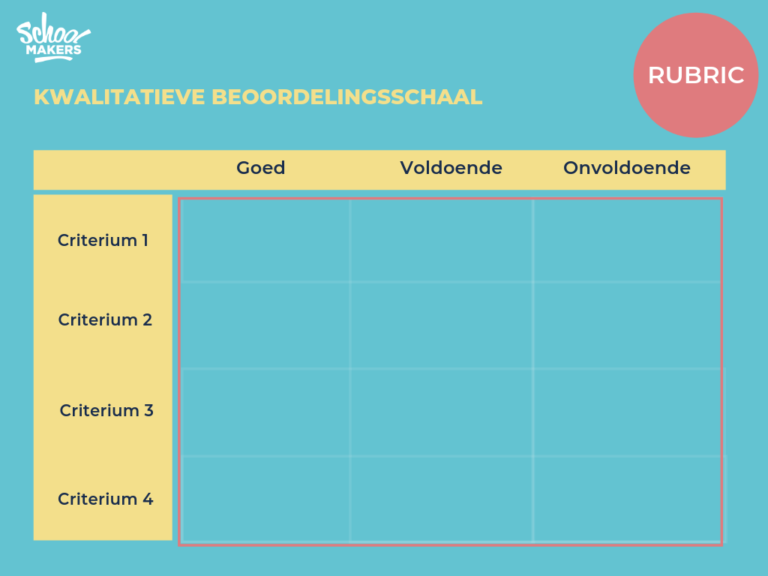 School
MAKERS
RUBRIC
KWALITATIEVE BEOORDELINGSSCHAAL
Goed Voldoende Onvoldoende
Criterium 1
Criterium 2
Criterium 3
Criterium 4